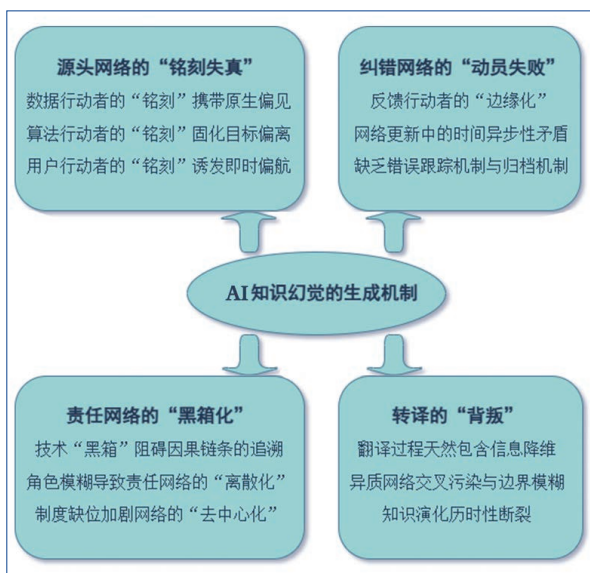 源头网络的“铭刻失真”
数据行动者的“铭刻”携带原生偏见
算法行动者的“铭刻”固化目标偏离
用户行动者的“铭刻”诱发即时偏航
纠错网络的“动员失败”
反馈行动者的“边缘化”
网络更新中的时间异步性矛盾
缺乏错误跟踪机制与归档机制
AI知识幻觉的生成机制
责任网络的“黑箱化”
技术“黑箱”阻碍因果链条的追溯
角色模糊导致责任网络的“离散化”
制度缺位加剧网络的“去中心化”
转译的“背叛”
翻译过程天然包含信息降维
异质网络交叉污染与边界模糊
知识演化历时性断裂